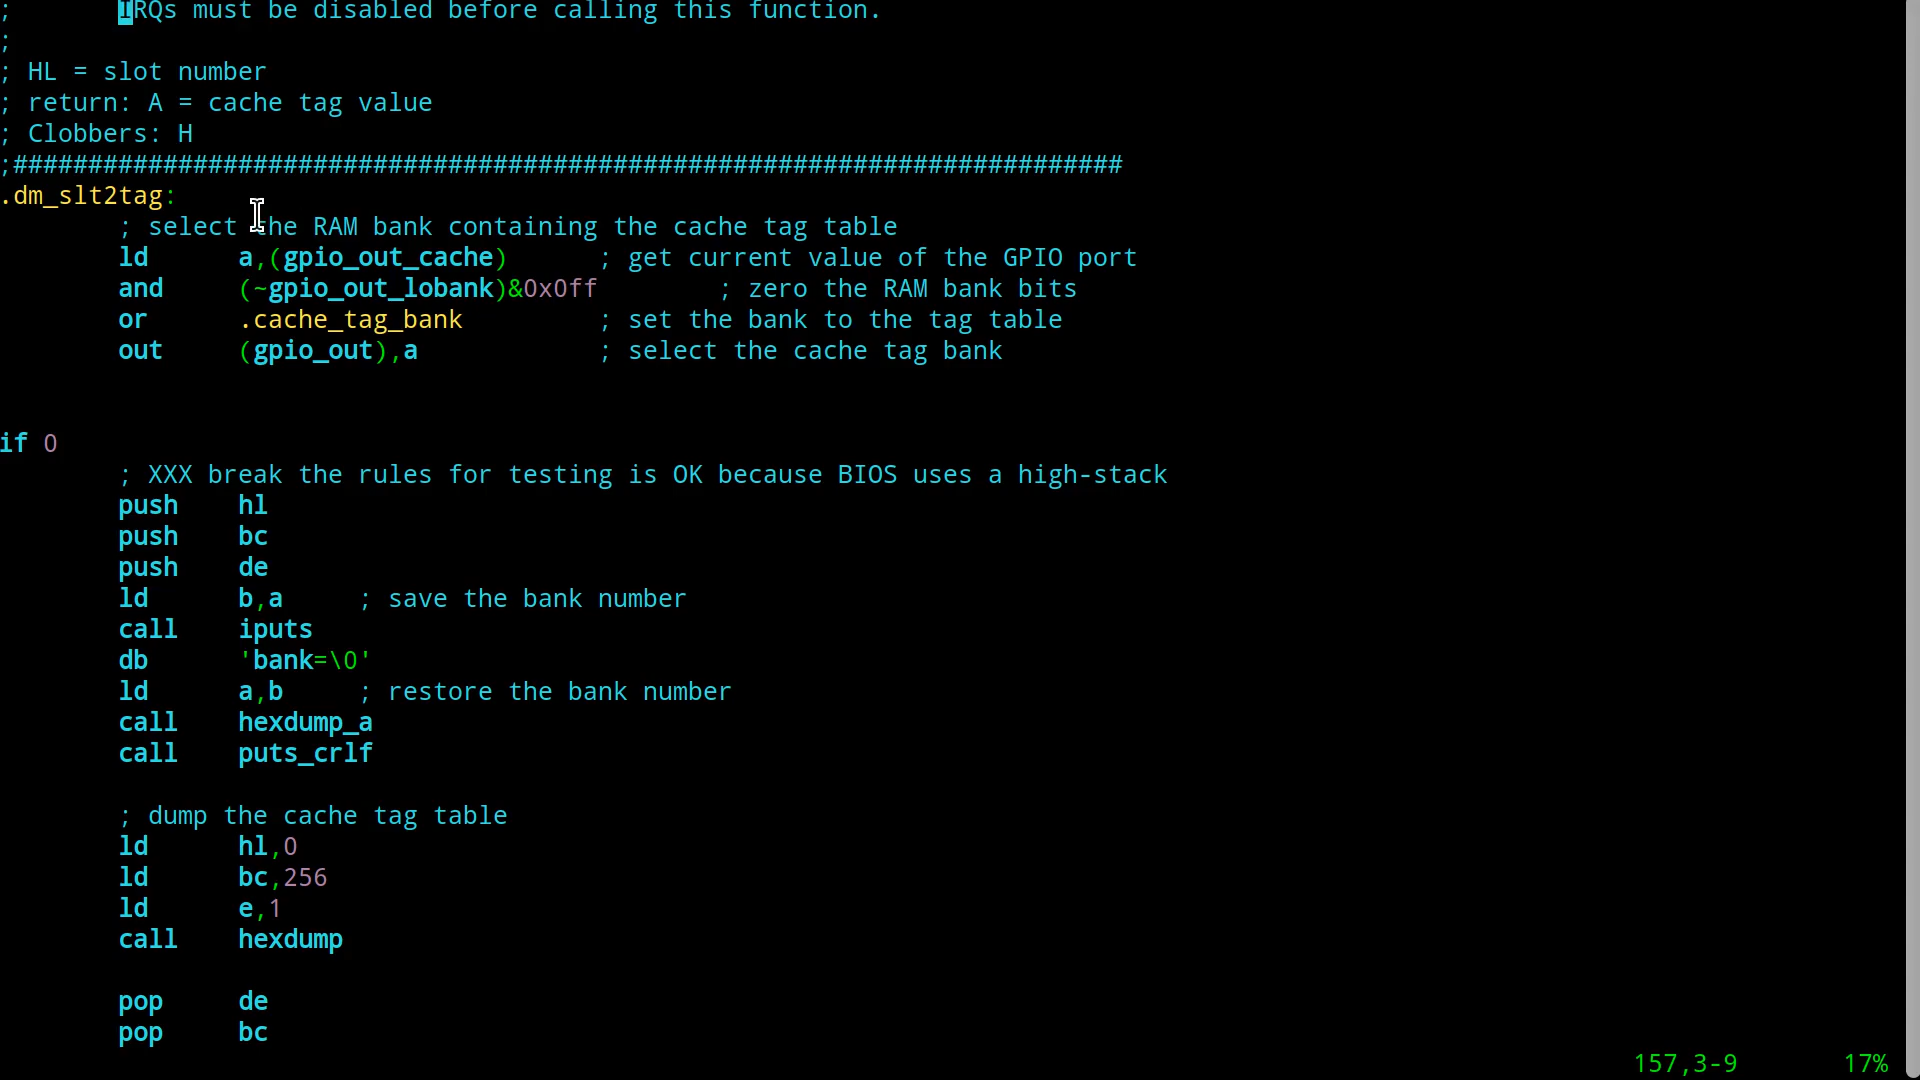 ; IRQs must be disabled before calling this function.
;
; HL = slot number
; return: A = cache tag value
; Clobbers: H
;##########################################################################
.dm_slt2tag:
; select the RAM bank containing the cache tag table
ld a,(gpio_out_cache) ; get current value of the GPIO port
and (~gpio_out_lobank)&0x0ff ; zero the RAM bank bits
or .cache_tag_bank ; set the bank to the tag table
out (gpio_out),a ; select the cache tag bank
if 0
; XXX break the rules for testing is OK because BIOS uses a high-stack
push hl
push bc
push de
ld b,a ; save the bank number
call iputs
db 'bank=\0'
ld a,b ; restore the bank number
call hexdump_a
call puts_crlf
; dump the cache tag table
ld hl,0
ld bc,256
ld e,1
call hexdump
pop de
pop bc
157,3-9 17%